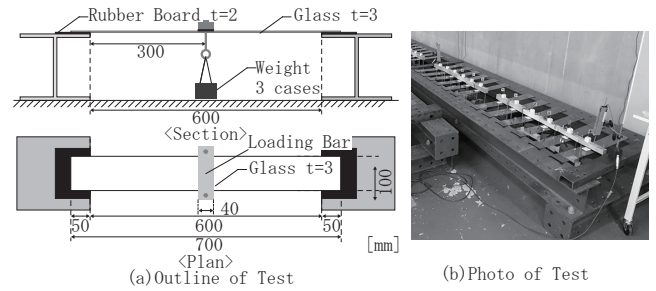 Rubber Board t=2
Glass t=3
300
Weight
3 cases
600
<Section>
Loading Bar
Glass t=3
100
40
50
600
50
700
[mm]
<Plan>
(a)Outline of Test
(b)Photo of Test